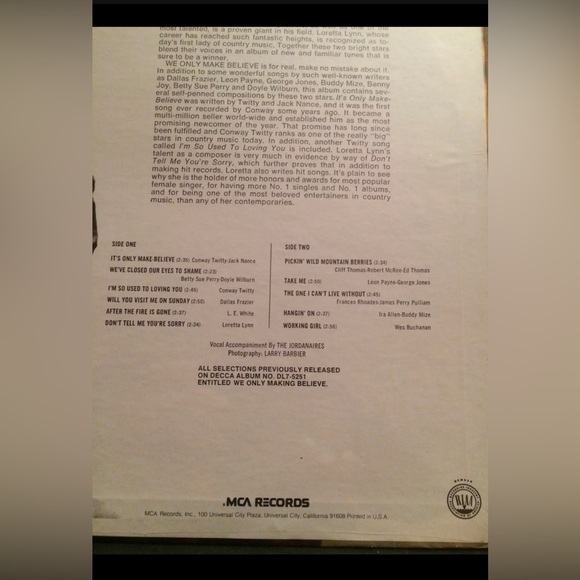 most talented, is a proven giant in his field. Loretta Lynn, whose
career has reached such fantastic heights, is recognized as to-
day's first lady of country music. Together these two bright stars
blend their voices in an album of new and familiar tunes that is
sure to be a winner.
WE ONLY MAKE BELIEVE is for real, make no mistake about it.
In addition to some wonderful songs by such well-known writers
as Dallas Frazier, Leon Payne, George Jones, Buddy Mize, Benny
Joy, Betty Sue Perry and Doyle Wilburn, this album contains sev-
eral self-penned compositions by these two stars. It's Only Make-
Believe was written by Twitty and Jack Nance, and it was the first
song ever recorded by Conway some years ago. It became a
multi-million seller world-wide and established him as the most
promising newcomer of the year. That promise has long since
been fulfilled and Conway Twitty ranks as one of the really "big"
stars in country music today. In addition, another Twitty song
called I'm So Used To Loving You is included. Loretta Lynn's
talent as a composer is very much in evidence by way of Don't
Tell Me You're Sorry, which further proves that in addition to
making hit records, Loretta also writes hit songs. It's plain to see
why she is the holder of more honors and awards for most popular
female singer, for having more No. 1 singles and No. 1 albums,
and for being one of the most beloved entertainers in country
music, than any of her contemporaries.
SIDE ONE
IT'S ONLY MAKE-BELIEVE (2:35) Conway Twitty-Jack Nance
WE'VE CLOSED OUR EYES TO SHAME (2:23)
Betty Sue Perry-Doyle Wilburn
I'M SO USED TO LOVING YOU (2:45) Conway Twitty
WILL YOU VISIT ME ON SUNDAY (2:50) Dallas Frazier
AFTER THE FIRE IS GONE (2:37) L. E. White
DON'T TELL ME YOU'RE SORRY (2:24) Loretta Lynn
SIDE TWO
PICKIN' WILD MOUNTAIN BERRIES (2:24)
Cliff Thomas-Robert McRee-Ed Thomas
TAKE ME (2:50) Leon Payne-George Jones
THE ONE I CAN'T LIVE WITHOUT (2:45)
Frances Rhoades-James Perry Pulliam
HANGIN' ON (2:37) Ira Allen-Buddy Mize
WORKING GIRL (2:56) Wes Buchanan
Vocal Accompaniment By THE JORDANAIRES
Photography: LARRY BARBIER
ALL SELECTIONS PREVIOUSLY RELEASED
ON DECCA ALBUM NO. DL7-5251
ENTITLED WE ONLY MAKING BELIEVE.
MCA RECORDS
MCA Records, Inc., 100 Universal City Plaza, Universal City, California 91608 Printed in U.S.A.
MEMBER